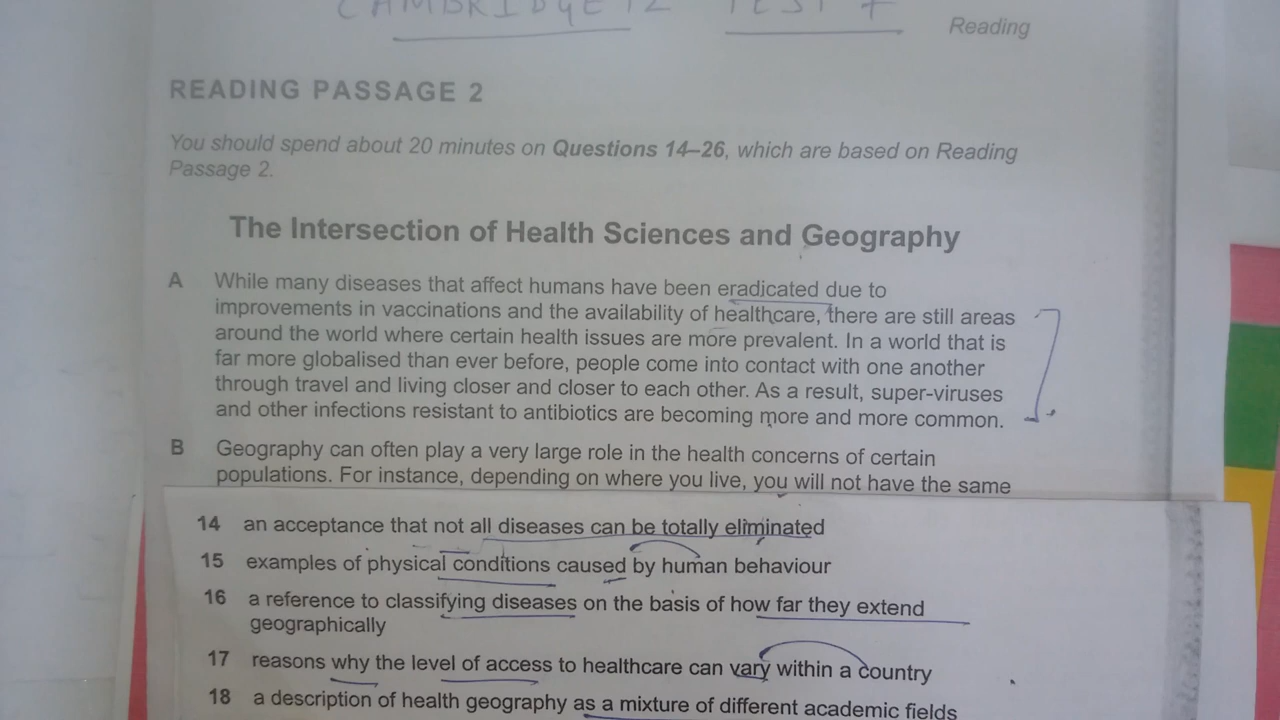 CAMBRIDGE 12 TEST 7
Reading
READING PASSAGE 2
You should spend about 20 minutes on Questions 14–26, which are based on Reading
Passage 2.
The Intersection of Health Sciences and Geography
A While many diseases that affect humans have been eradicated due to
improvements in vaccinations and the availability of healthcare, there are still areas
around the world where certain health issues are more prevalent. In a world that is
far more globalised than ever before, people come into contact with one another
through travel and living closer and closer to each other. As a result, super-viruses
and other infections resistant to antibiotics are becoming more and more common.
B Geography can often play a very large role in the health concerns of certain
populations. For instance, depending on where you live, you will not have the same
14 an acceptance that not all diseases can be totally eliminated
15 examples of physical conditions caused by human behaviour
16 a reference to classifying diseases on the basis of how far they extend
geographically
17 reasons why the level of access to healthcare can vary within a country
18 a description of health geography as a mixture of different academic fields